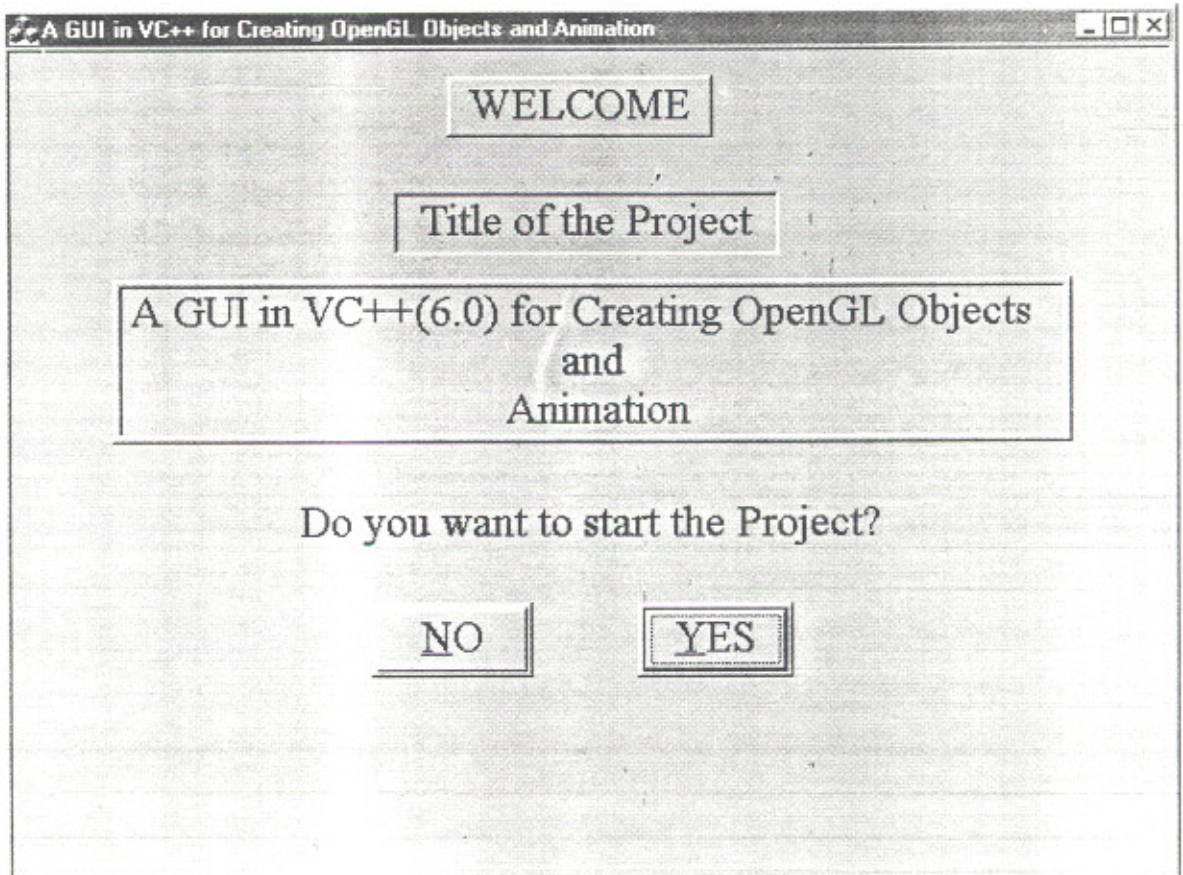 A GUI in VC++ for Creating OpenGL Objects and Animation
WELCOME
Title of the Project
A GUI in VC++(6.0) for Creating OpenGL Objects
and
Animation
Do you want to start the Project?
NO YES